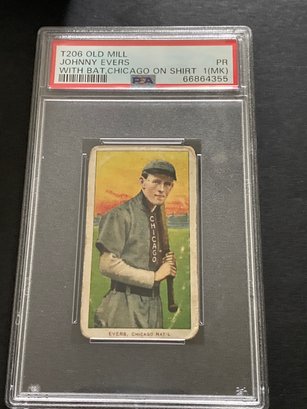 T206 OLD MILL
JOHNNY EVERS PR
WITH BAT,CHICAGO ON SHIRT 1(MK)
PSA 66864355
CHICAGO
EVERS, CHICAGO NAT'L